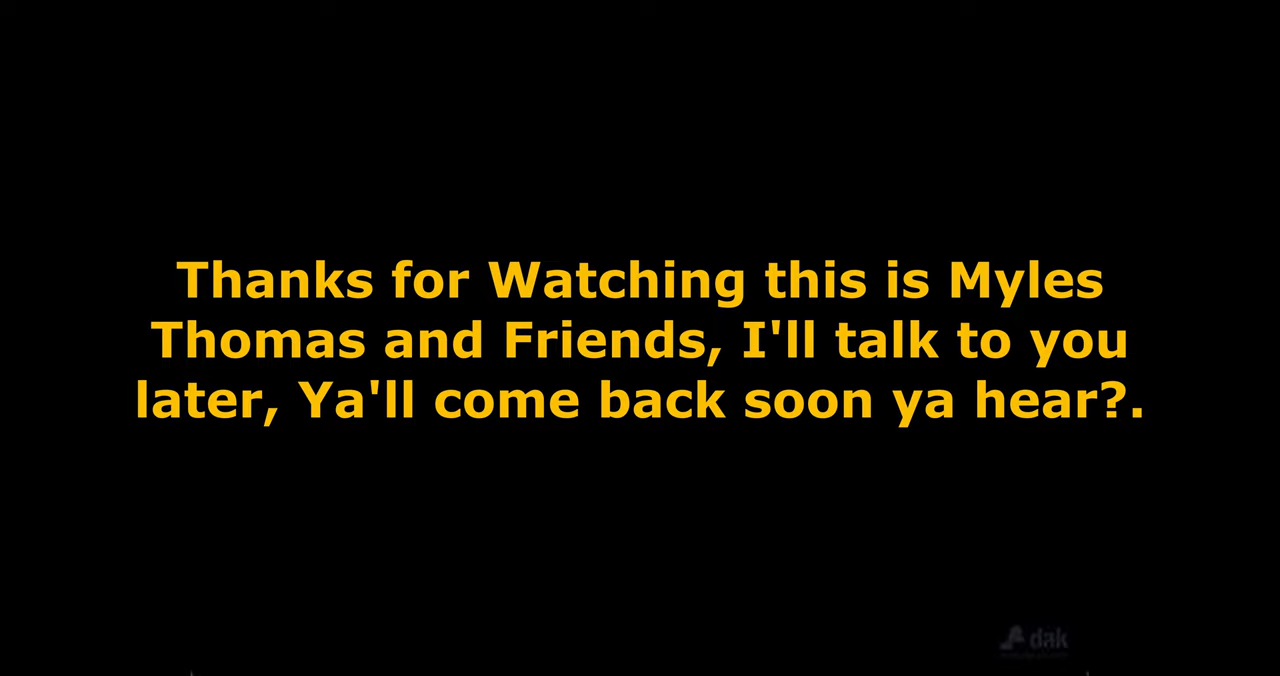 Thanks for Watching this is Myles
Thomas and Friends, I'll talk to you
later, Ya'll come back soon ya hear?.
dak